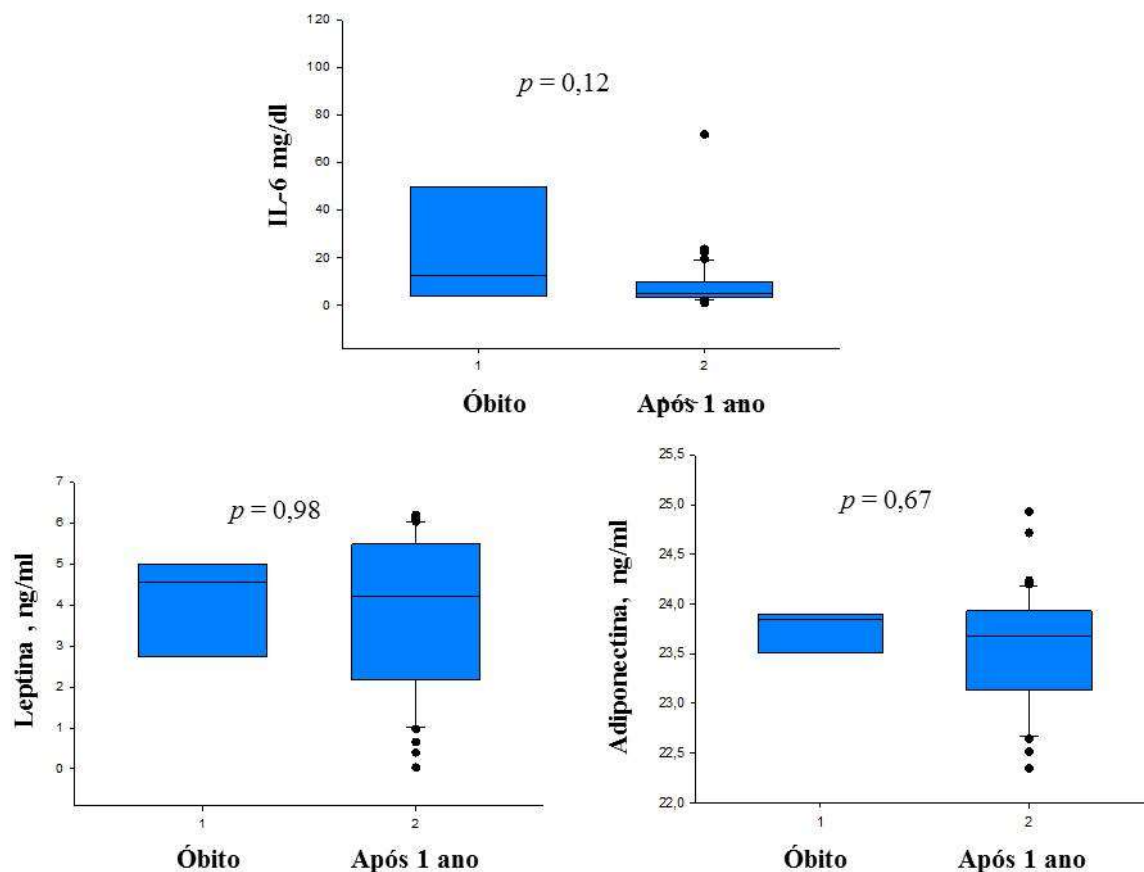 120
100
80
60
40
20
0
IL-6 mg/dl
p = 0,12
1
2
Óbito
Após 1 ano
7
6
5
4
3
2
1
0
Leptina , ng/ml
p = 0,98
1
2
Óbito
Após 1 ano
25,5
25,0
24,5
24,0
23,5
23,0
22,5
22,0
Adiponectina, ng/ml
p = 0,67
1
2
Óbito
Após 1 ano